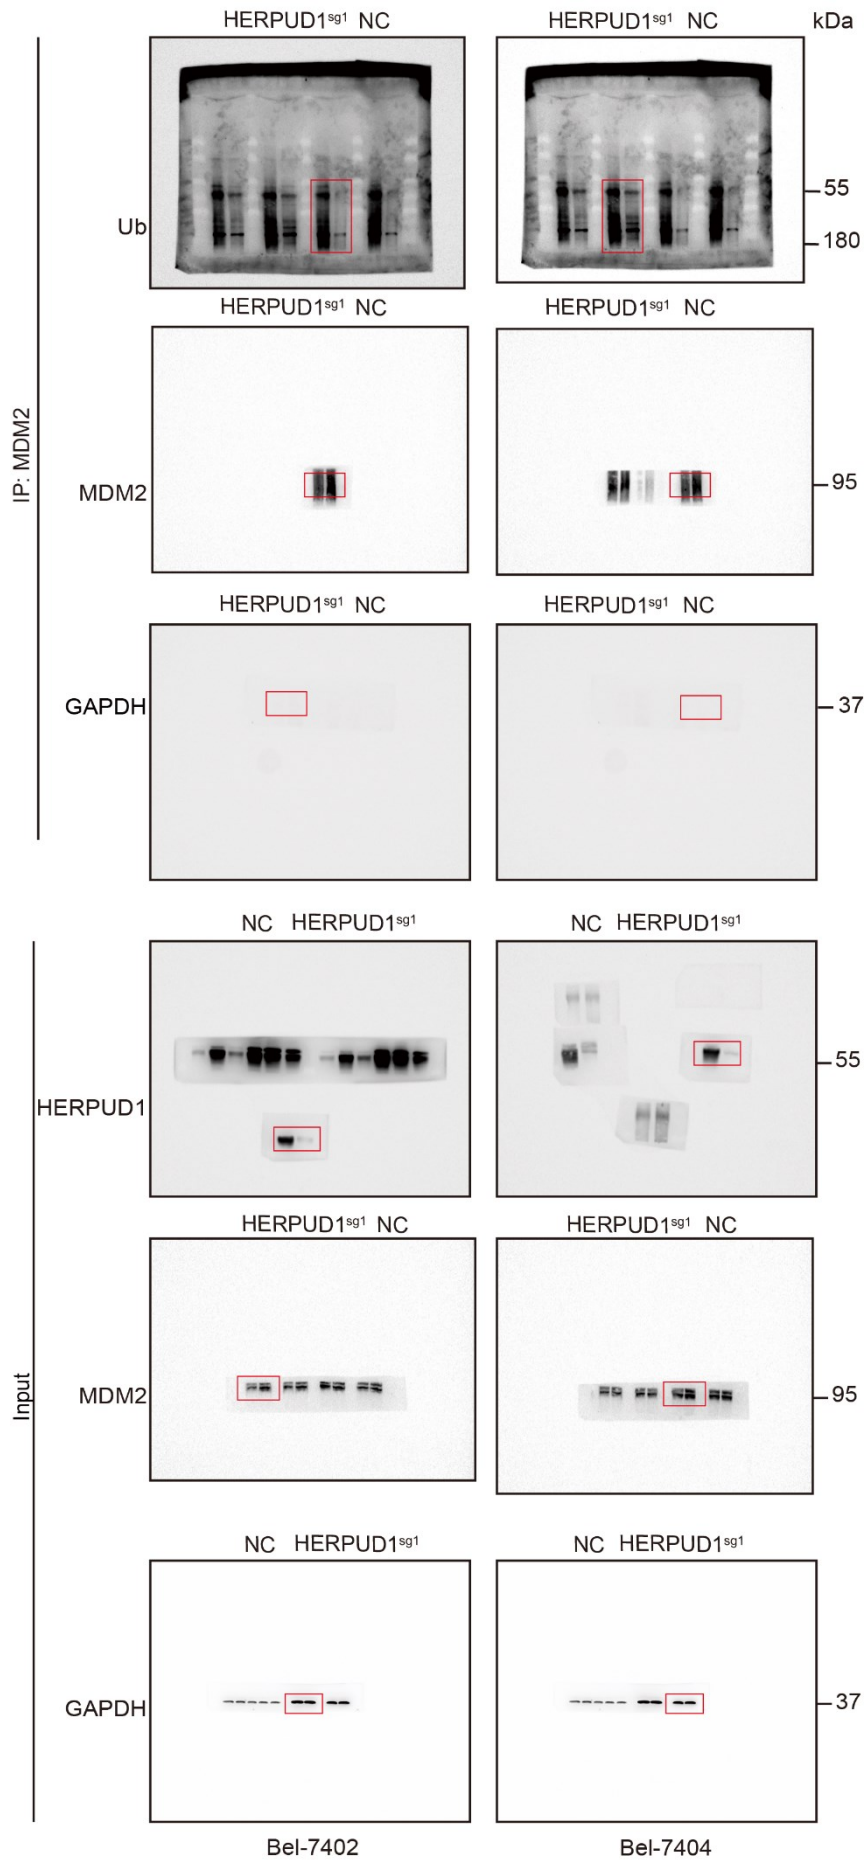 HERPUD1sg1 NC HERPUD1sg1 NC kDa
Ub
55
180
HERPUD1sg1 NC HERPUD1sg1 NC
MDM2
95
HERPUD1sg1 NC HERPUD1sg1 NC
GAPDH
37
IP: MDM2
NC HERPUD1sg1 NC HERPUD1sg1
55
HERPUD1
HERPUD1sg1 NC HERPUD1sg1 NC
MDM2
95
NC HERPUD1sg1 NC HERPUD1sg1
GAPDH
37
Input
Bel-7402 Bel-7404